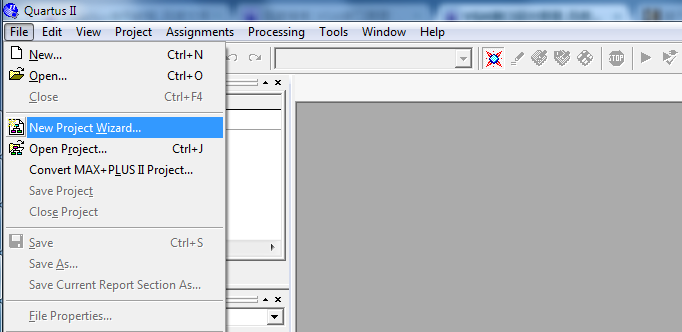 Quartus II
File Edit View Project Assignments Processing Tools Window Help
New... Ctrl+N
Open... Ctrl+O
Close Ctrl+F4
New Project Wizard...
Open Project... Ctrl+J
Convert MAX+PLUS II Project...
Save Project
Close Project
Save Ctrl+S
Save As...
Save Current Report Section As...
File Properties...
STOP